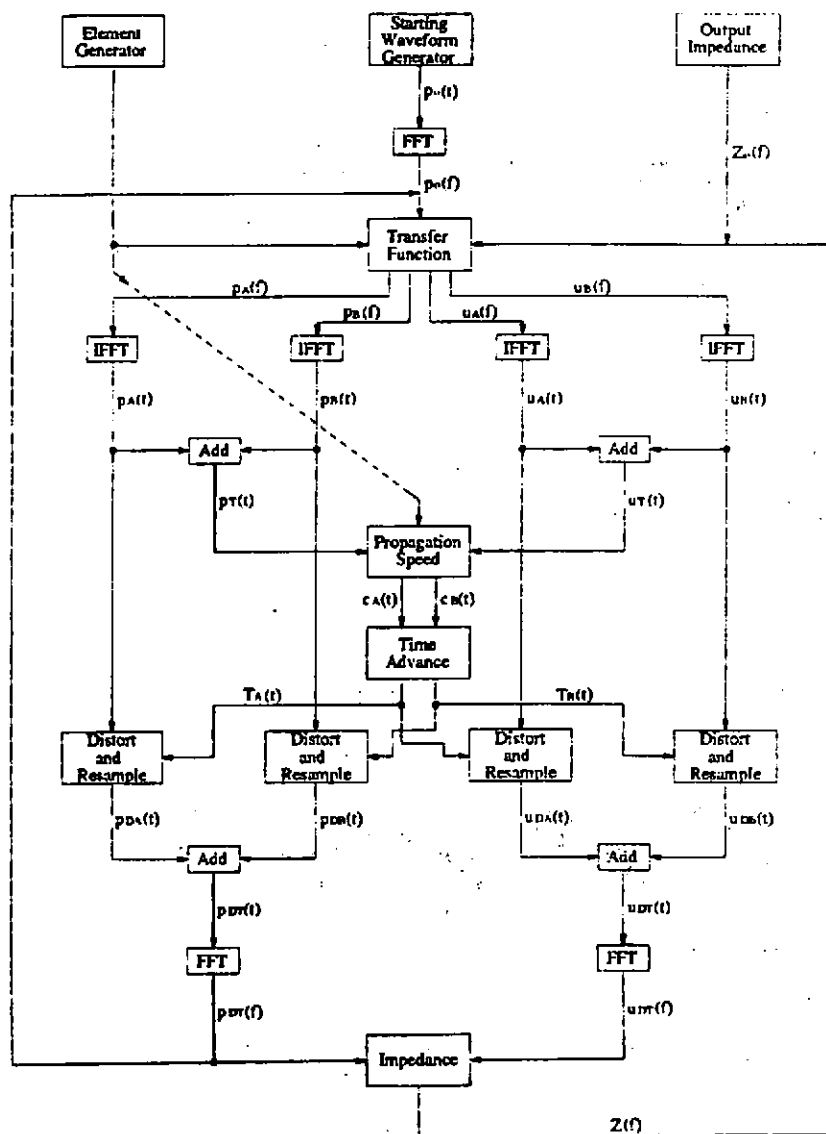 Element
Generator
Starting
Waveform
Generator
Output
Impedance
po(t)
FFT
Zo(f)
po(f)
Transfer
Function
pA(f)
pB(f)
uA(f)
uB(f)
IFFT
IFFT
IFFT
IFFT
pA(t)
pB(t)
uA(t)
uB(t)
Add
Add
pT(t)
uT(t)
Propagation
Speed
cA(t)
cB(t)
Time
Advance
TA(t)
TB(t)
Distort
and
Resample
Distort
and
Resample
Distort
and
Resample
Distort
and
Resample
pDA(t)
pDB(t)
uDA(t)
uDB(t)
Add
Add
pDT(t)
uDT(t)
FFT
FFT
pDT(f)
uDT(f)
Impedance
Z(f)